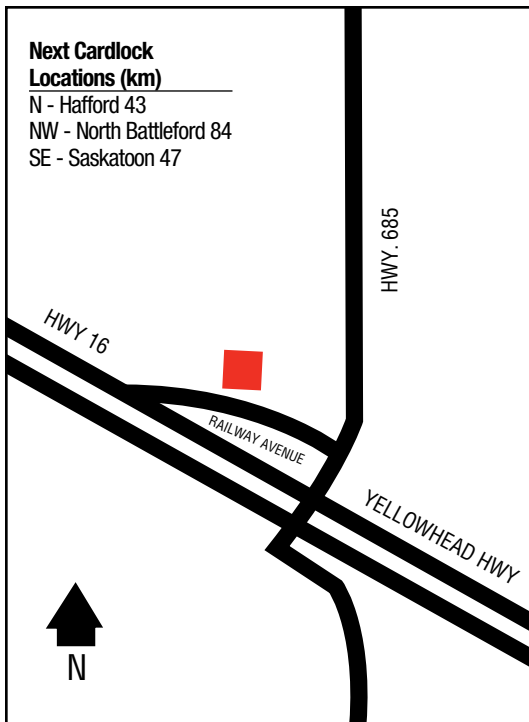 Next Cardlock
Locations (km)
N - Hafford 43
NW - North Battleford 84
SE - Saskatoon 47
HWY. 685
HWY 16
RAILWAY AVENUE
YELLOWHEAD HWY
N